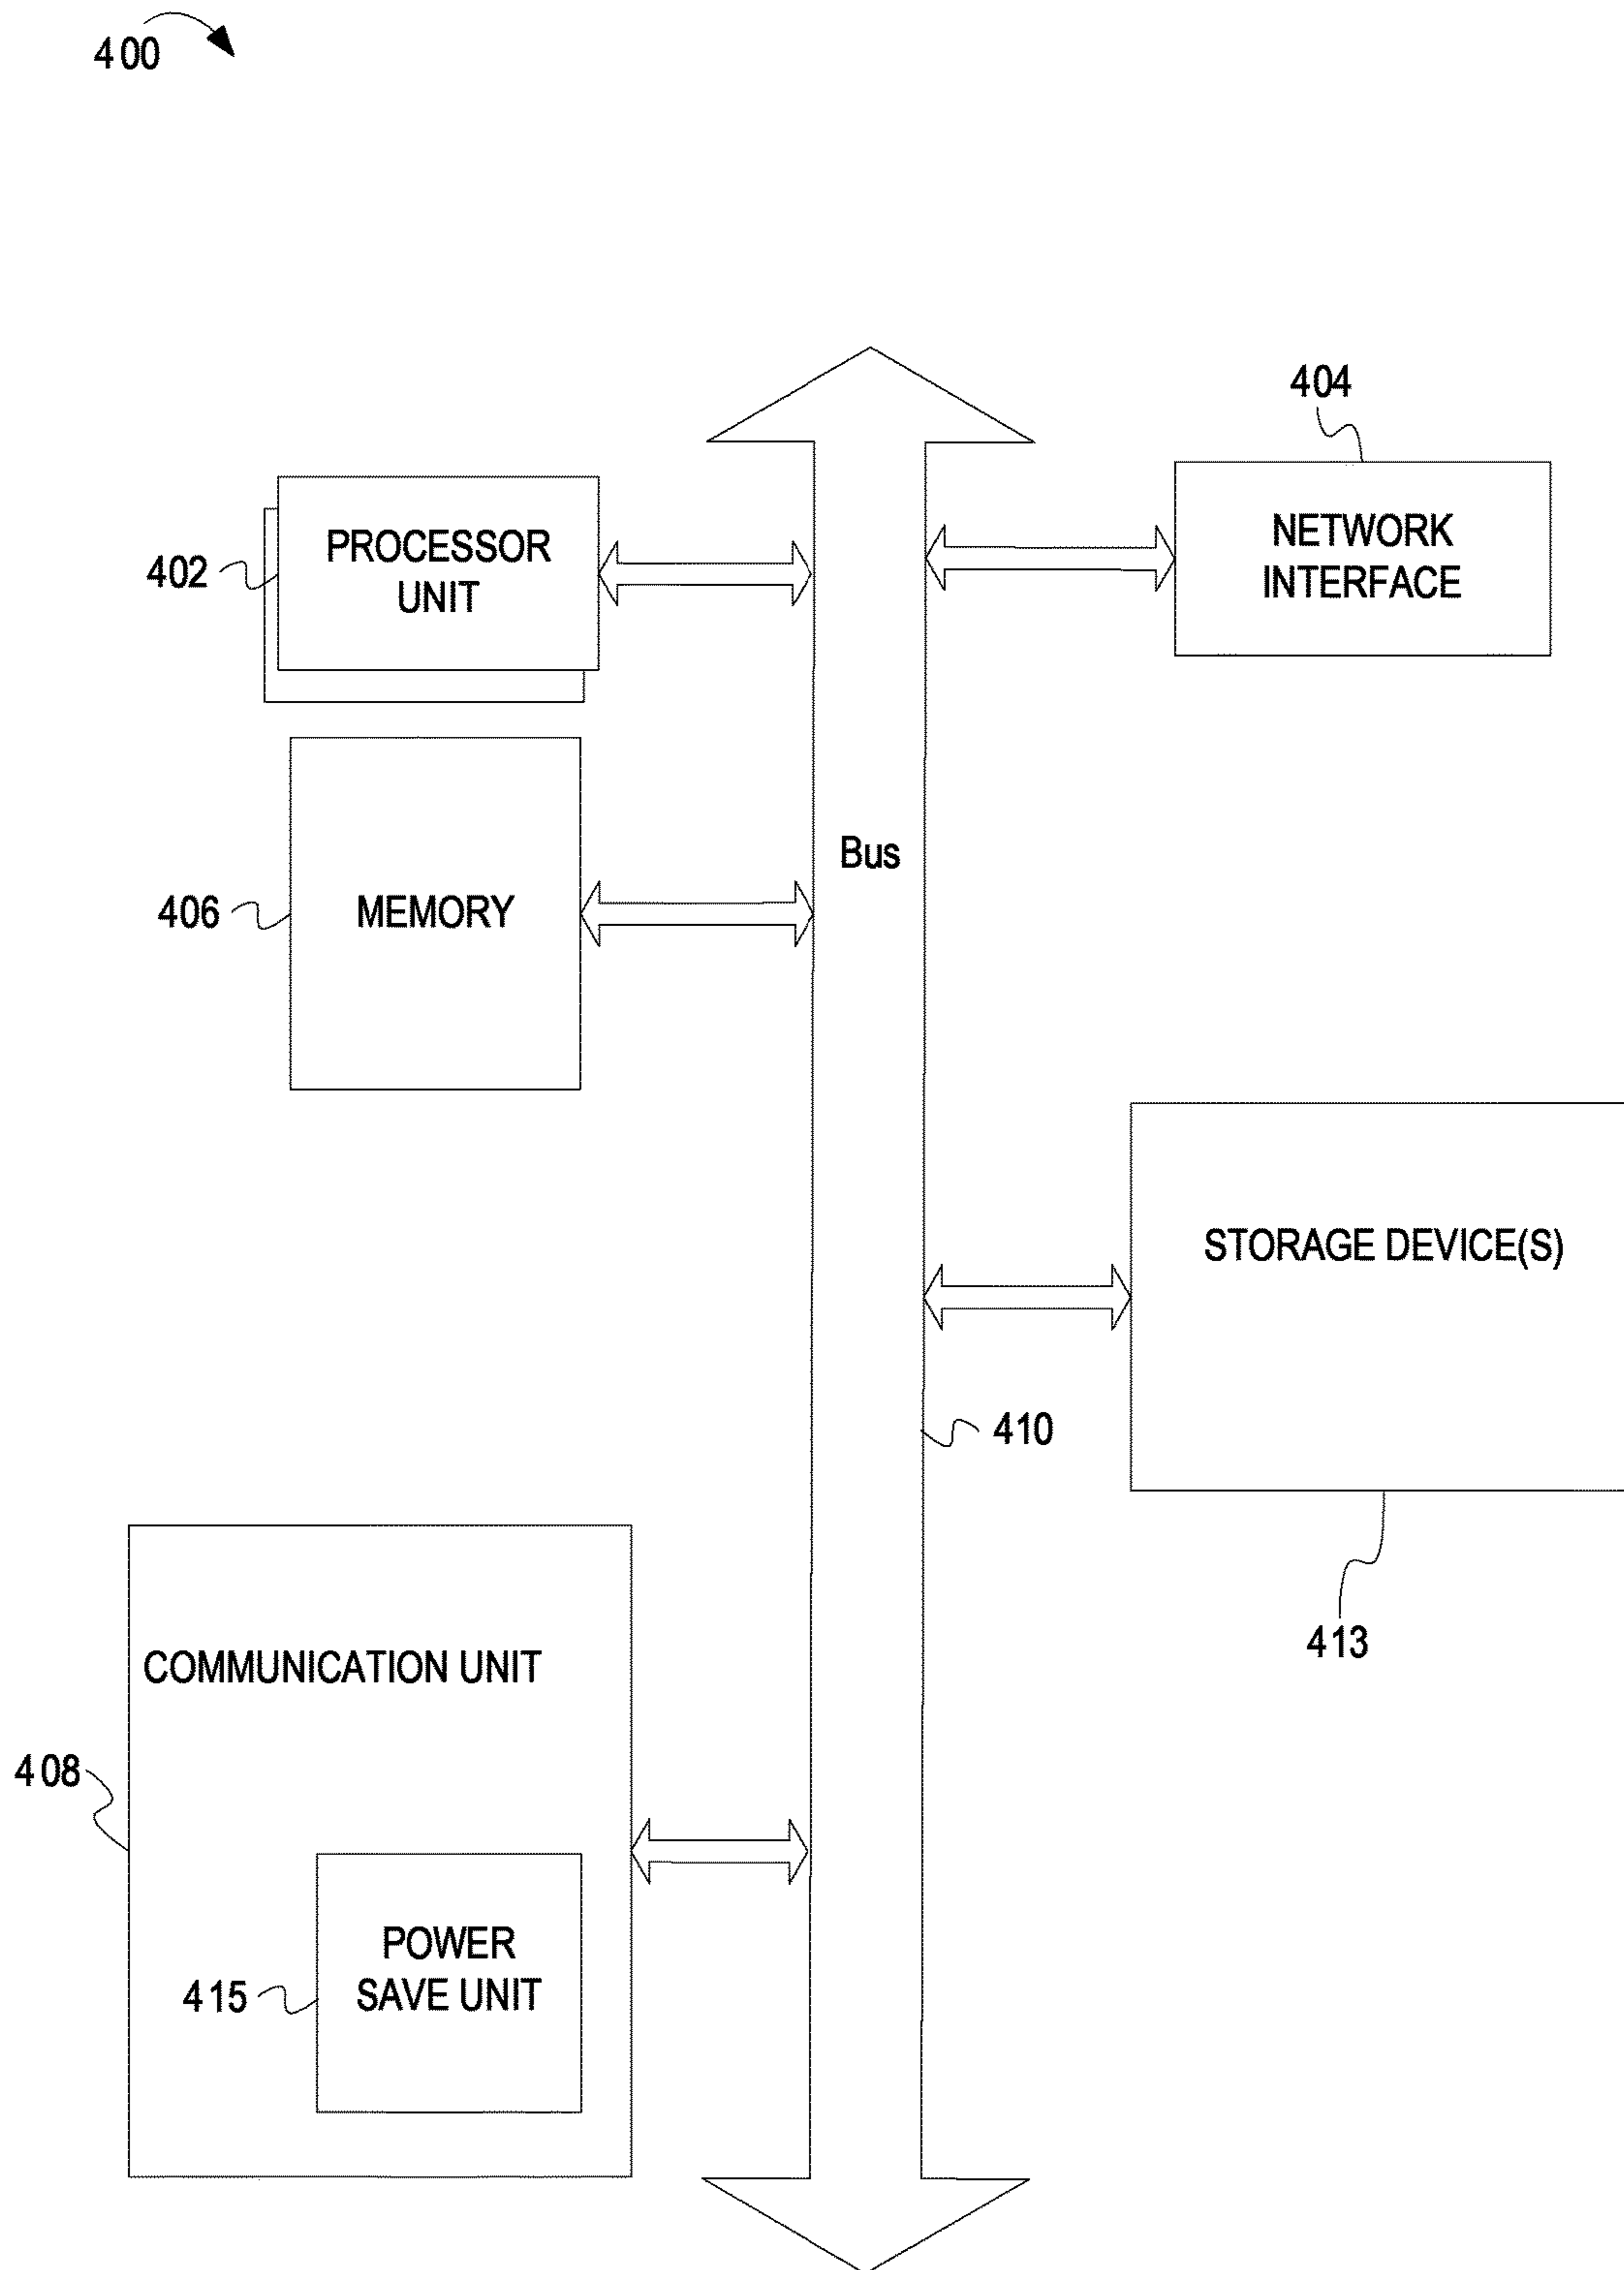 400
404
PROCESSOR
UNIT
402
NETWORK
INTERFACE
Bus
406
MEMORY
STORAGE DEVICE(S)
410
413
COMMUNICATION UNIT
408
POWER
SAVE UNIT
415